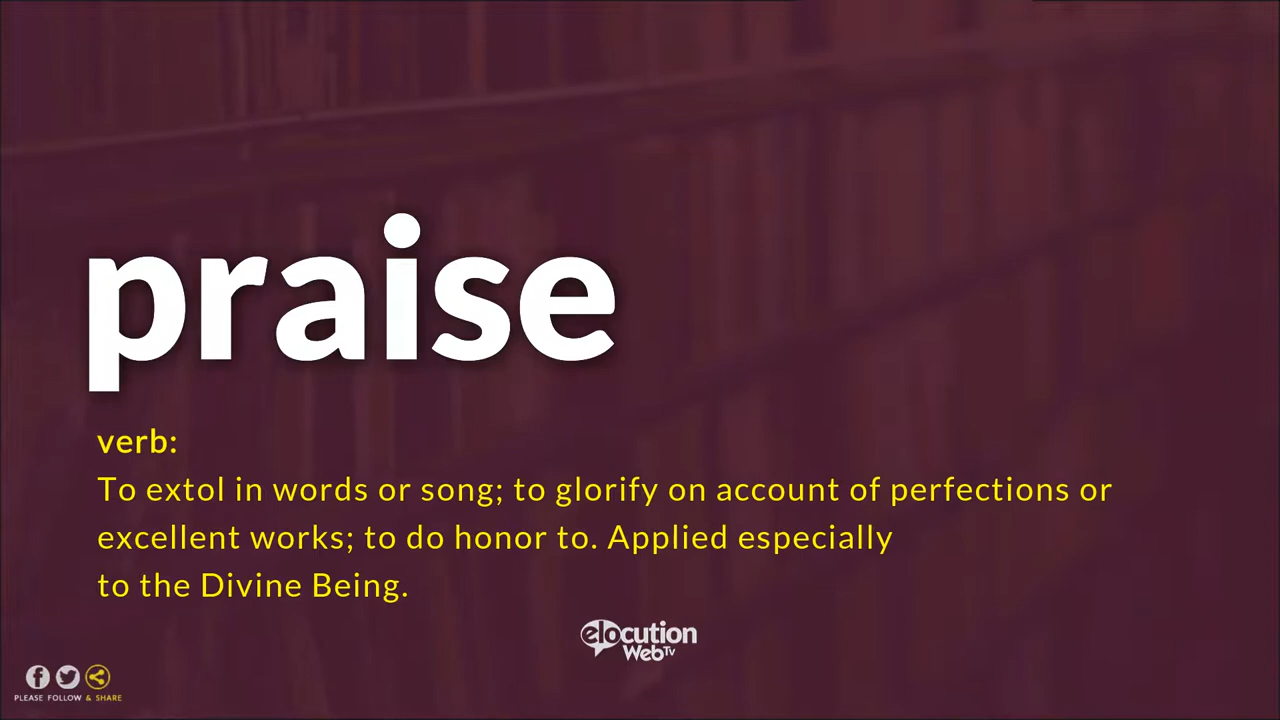 praise
verb:
To extol in words or song; to glorify on account of perfections or
excellent works; to do honor to. Applied especially
to the Divine Being.
elocution
WebTv
PLEASE FOLLOW & SHARE